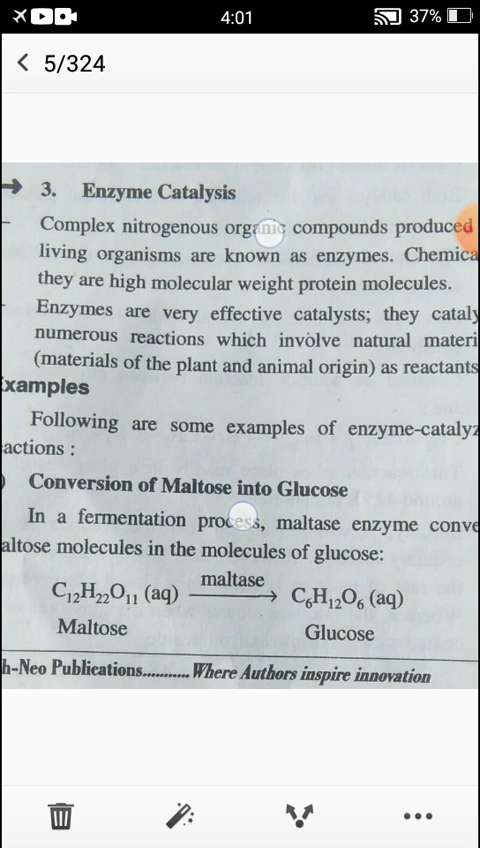 4:01
37%
5/324
3. Enzyme Catalysis
Complex nitrogenous organic compounds produced
living organisms are known as enzymes. Chemica
they are high molecular weight protein molecules.
Enzymes are very effective catalysts; they cataly
numerous reactions which involve natural materi
(materials of the plant and animal origin) as reactants
Examples
Following are some examples of enzyme-catalyz
eactions :
) Conversion of Maltose into Glucose
In a fermentation process, maltase enzyme conve
altose molecules in the molecules of glucose:
maltase
C₁₂H₂₂O₁₁ (aq) ⟶ C₆H₁₂O₆ (aq)
Maltose Glucose
h-Neo Publications........... Where Authors inspire innovation